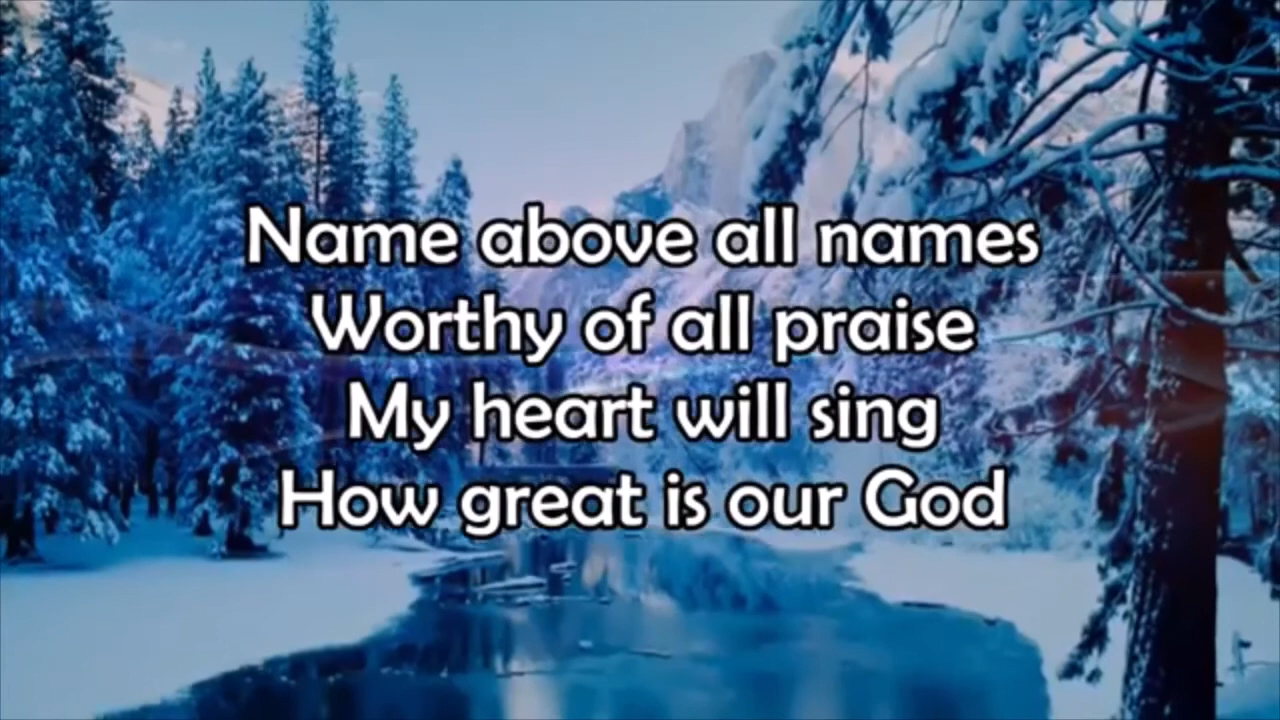 Name above all names
Worthy of all praise
My heart will sing
How great is our God